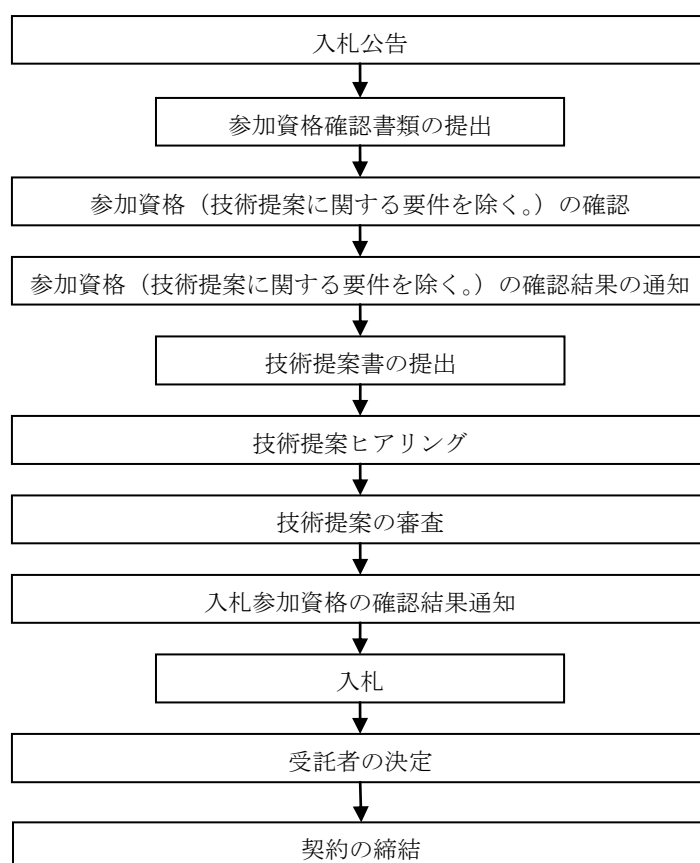 入札公告
参加資格確認書類の提出
参加資格（技術提案に関する要件を除く。）の確認
参加資格（技術提案に関する要件を除く。）の確認結果の通知
技術提案書の提出
技術提案ヒアリング
技術提案の審査
入札参加資格の確認結果通知
入札
受託者の決定
契約の締結